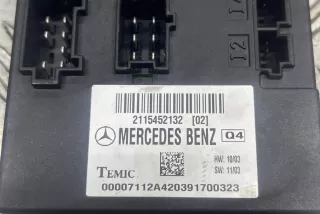 2115452132 [02]
MERCEDES BENZ Q4
TEMIC HW: 10/03
SW: 11/03
00007112A420391700323